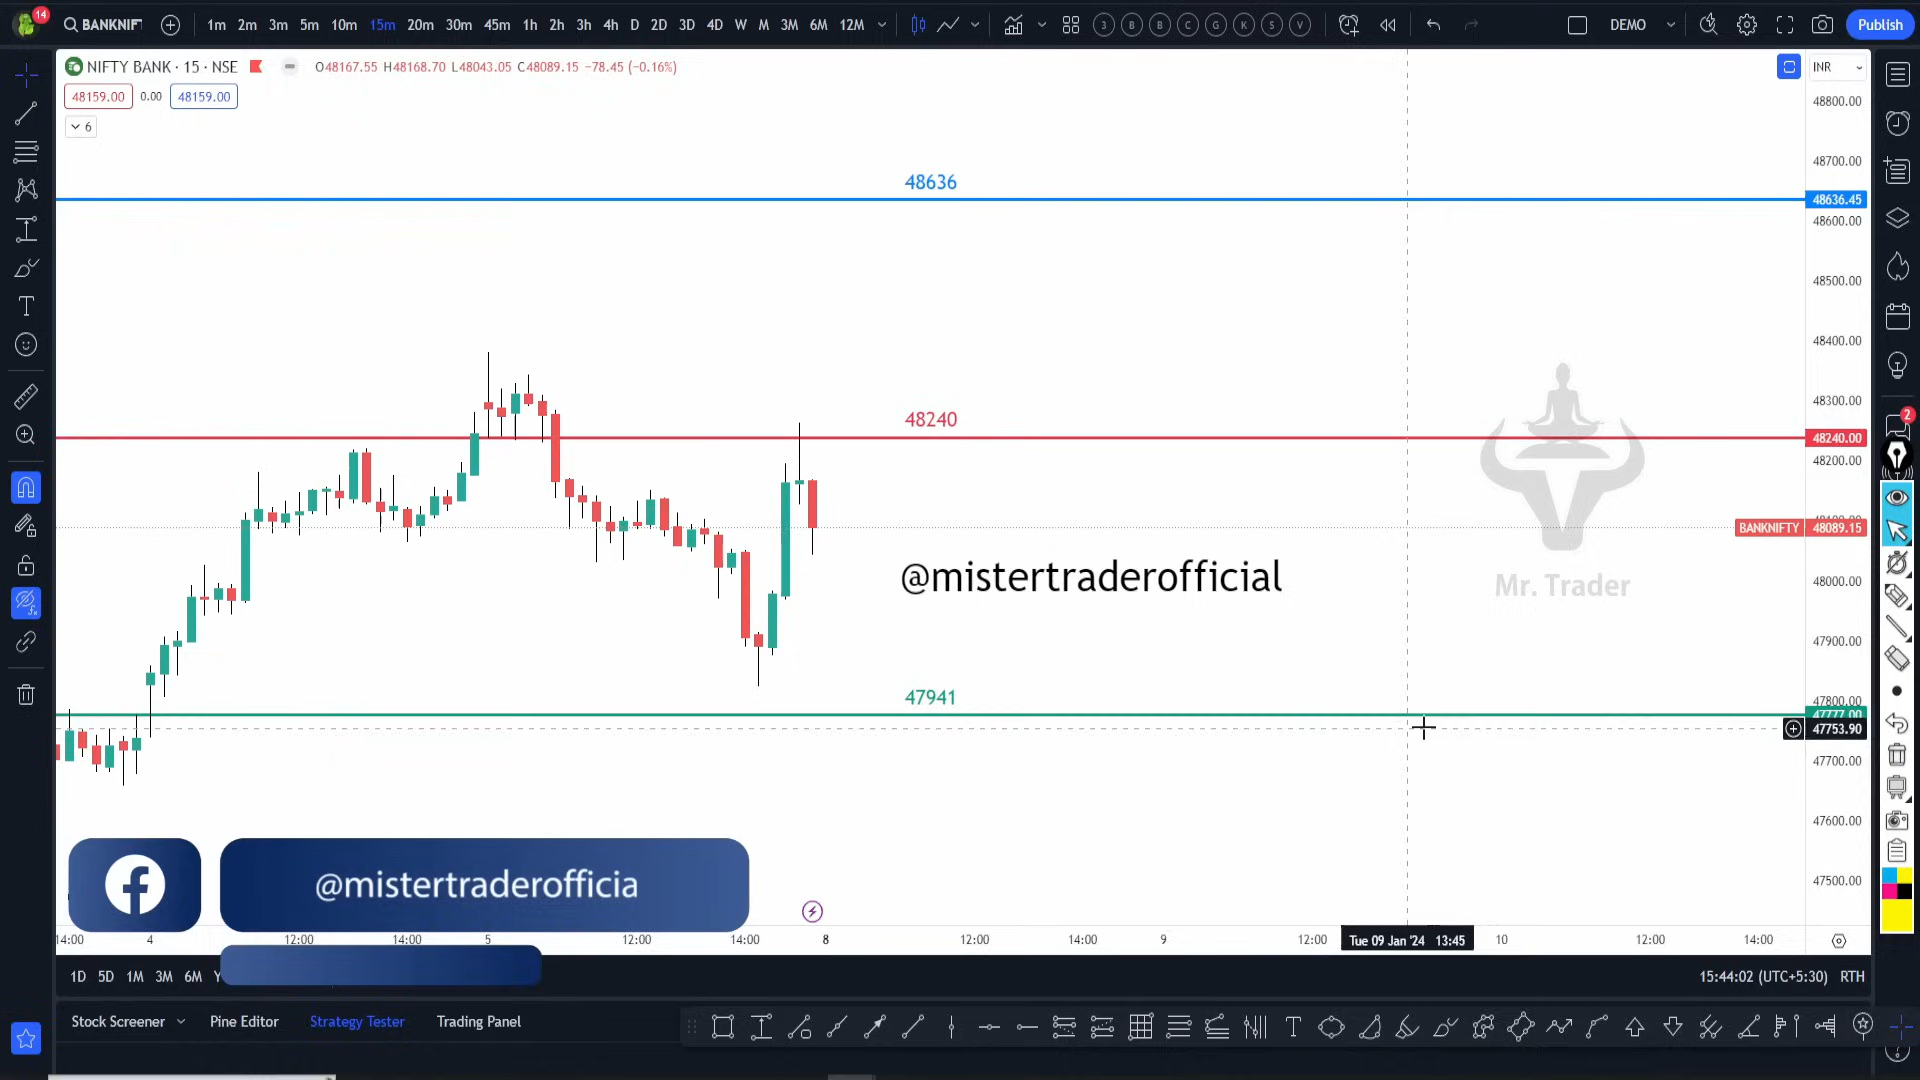 14
BANKNIF
1m 2m 3m 5m 10m 15m 20m 30m 45m 1h 2h 3h 4h D 2D 3D 4D W M 3M 6M 12M
3 B B C G K S V
DEMO
Publish
NIFTY BANK · 15 · NSE
O48167.55 H48168.70 L48043.05 C48089.15 −78.45 (−0.16%)
INR
48159.00 0.00 48159.00
6
48800.00
48700.00
48636
48636.45
48600.00
48500.00
48400.00
48300.00
48240
48240.00
2
48200.00
BANKNIFTY 48089.15
@mistertraderofficial
Mr. Trader
48000.00
47900.00
47941
47800.00
47777.00
47753.90
47700.00
47600.00
47500.00
@mistertraderofficia
14:00 4 12:00 14:00 5 12:00 14:00 8 12:00 14:00 9 12:00 Tue 09 Jan '24 13:45 10 12:00 14:00
1D 5D 1M 3M 6M Y
15:44:02 (UTC+5:30) RTH
Stock Screener Pine Editor Strategy Tester Trading Panel